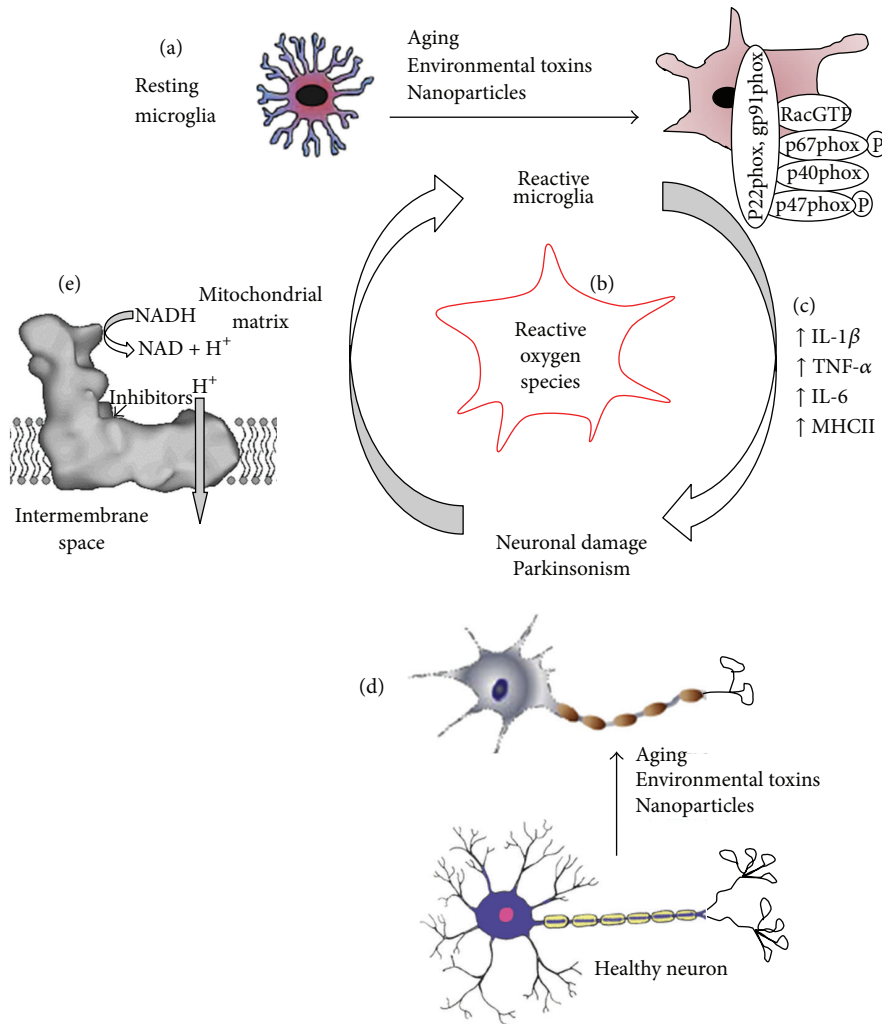 (a)
Resting
microglia
Aging
Environmental toxins
Nanoparticles
P22phox, gp91phox
RacGTP
p67phox P
p40phox
p47phox P
Reactive
microglia
(b)
Reactive
oxygen
species
(c)
↑ IL-1β
↑ TNF-α
↑ IL-6
↑ MHCII
(e)
NADH
Mitochondrial
matrix
NAD + H⁺
Inhibitors
H⁺
Intermembrane
space
Neuronal damage
Parkinsonism
(d)
Aging
Environmental toxins
Nanoparticles
Healthy neuron